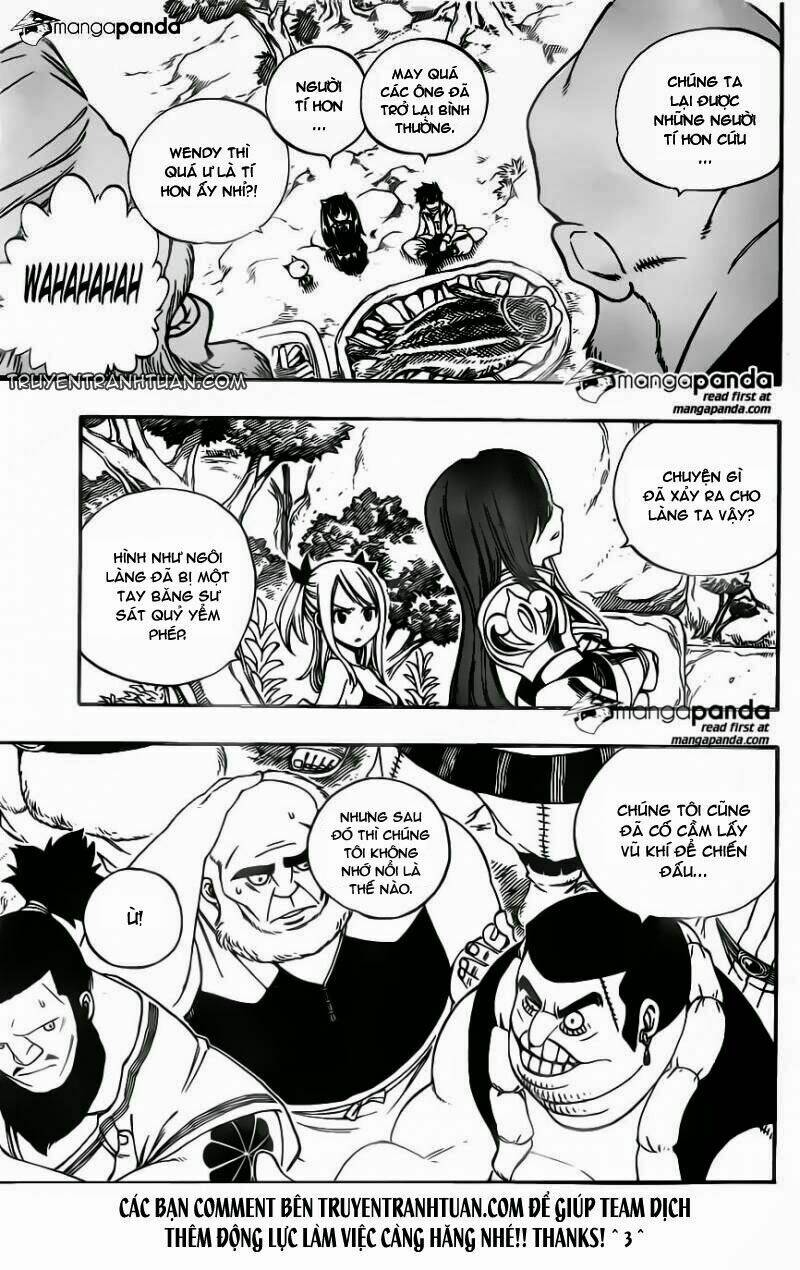 mangapanda
CHÚNG TA
LẠI ĐƯỢC
NHỮNG NGƯỜI
TÍ HON CỨU
...
MAY QUÁ
CÁC ÔNG ĐÃ
TRỞ LẠI BÌNH
THƯỜNG.
NGƯỜI
TÍ HON
...
WENDY THÌ
QUÁ Ư LÀ TÍ
HON ẤY NHỈ?!
WAHAHAHAH
TRUYENTRANHTUAN.COM
mangapanda
read first at
mangapanda.com
CHUYỆN GÌ
ĐÃ XẢY RA CHO
LÀNG TA VẬY?
HÌNH NHƯ NGÔI
LÀNG ĐÃ BỊ MỘT
TAY BĂNG SƯ
SÁT QUỶ YỂM
PHÉP.
mangapanda
read first at
mangapanda.com
CHÚNG TÔI CŨNG
ĐÃ CỐ CẦM LẤY
VŨ KHÍ ĐỂ CHIẾN
ĐẤU...
NHƯNG SAU
ĐÓ THÌ CHÚNG
TÔI KHÔNG
NHỚ NỔI LÀ
THẾ NÀO.
Ừ!
CÁC BẠN COMMENT BÊN TRUYENTRANHTUAN.COM ĐỂ GIÚP TEAM DỊCH
THÊM ĐỘNG LỰC LÀM VIỆC CÀNG HĂNG NHÉ!! THANKS! ^3^